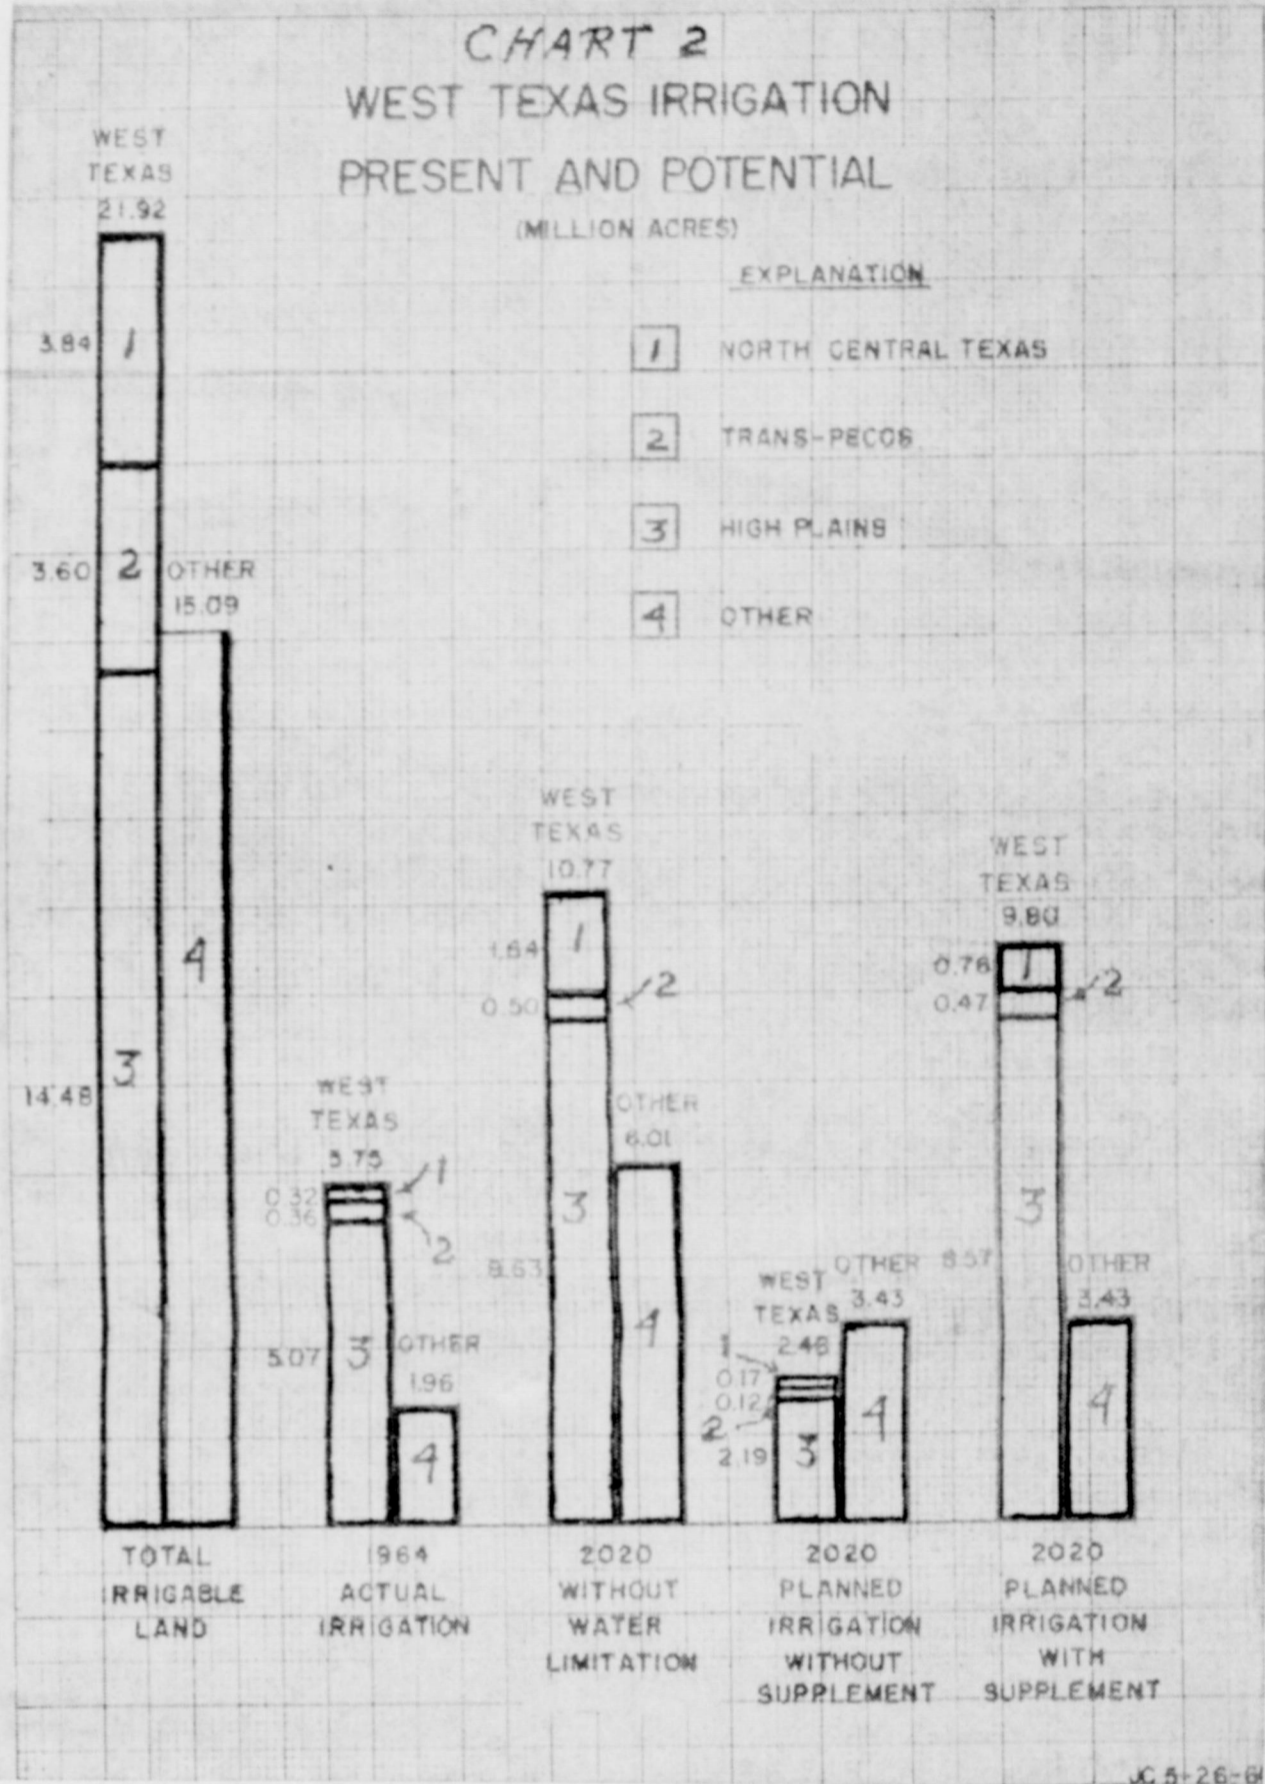 CHART 2
WEST TEXAS IRRIGATION
PRESENT AND POTENTIAL
(MILLION ACRES)
EXPLANATION
1 NORTH CENTRAL TEXAS
2 TRANS-PECOS
3 HIGH PLAINS
4 OTHER
WEST
TEXAS
21.92
3.84
1
3.60
2
14.48
3
OTHER
15.09
4
TOTAL
IRRIGABLE
LAND
WEST
TEXAS
5.75
0.32
1
0.36
2
5.07
3
OTHER
1.96
4
1964
ACTUAL
IRRIGATION
WEST
TEXAS
10.77
1.64
1
0.50
2
8.63
3
OTHER
6.01
4
2020
WITHOUT
WATER
LIMITATION
WEST
TEXAS
2.48
1
0.17
0.12
2
2.19
3
OTHER
3.43
4
2020
PLANNED
IRRIGATION
WITHOUT
SUPPLEMENT
WEST
TEXAS
9.80
0.76
1
0.47
2
8.57
3
OTHER
3.43
4
2020
PLANNED
IRRIGATION
WITH
SUPPLEMENT
JC 5-26-6